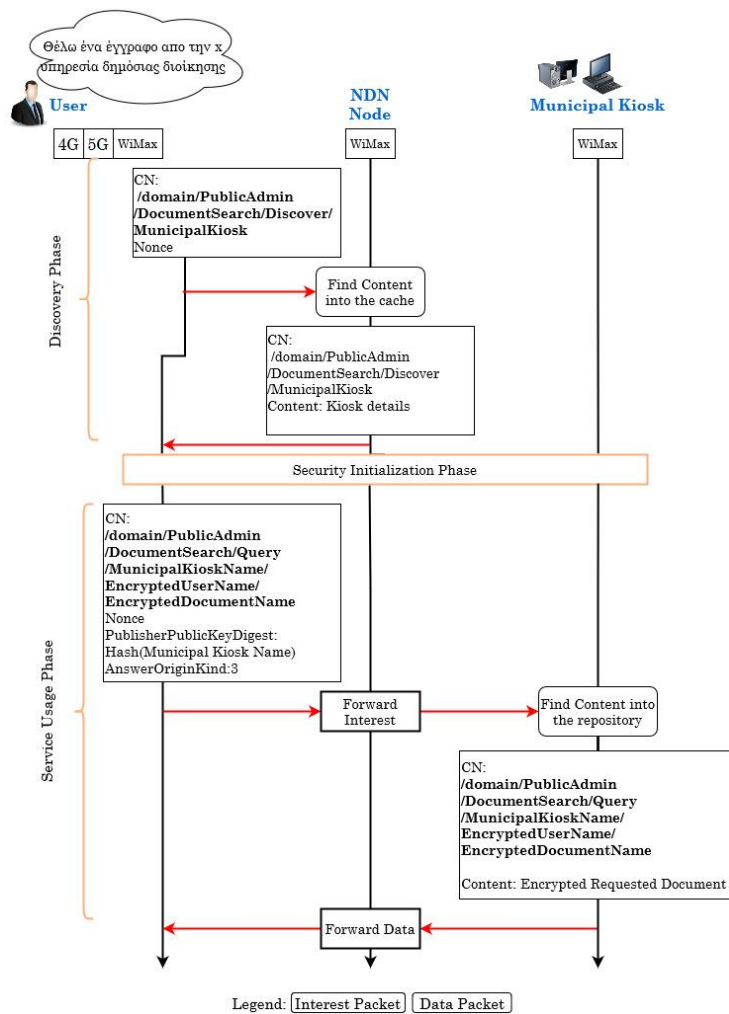 Θέλω ένα έγγραφο απο την x
υπηρεσία δημόσιας διοίκησης
User
NDN
Node
Municipal Kiosk
4G 5G WiMax
WiMax
WiMax
Discovery Phase
CN:
/domain/PublicAdmin
/DocumentSearch/Discover/
MunicipalKiosk
Nonce
Find Content
into the cache
CN:
/domain/PublicAdmin
/DocumentSearch/Discover
/MunicipalKiosk
Content: Kiosk details
Security Initialization Phase
Service Usage Phase
CN:
/domain/PublicAdmin
/DocumentSearch/Query
/MunicipalKioskName/
EncryptedUserName/
EncryptedDocumentName
Nonce
PublisherPublicKeyDigest:
Hash(Municipal Kiosk Name)
AnswerOriginKind:3
Forward
Interest
Find Content into
the repository
CN:
/domain/PublicAdmin
/DocumentSearch/Query
/MunicipalKioskName/
EncryptedUserName/
EncryptedDocumentName
Content: Encrypted Requested Document
Forward Data
Legend: Interest Packet Data Packet